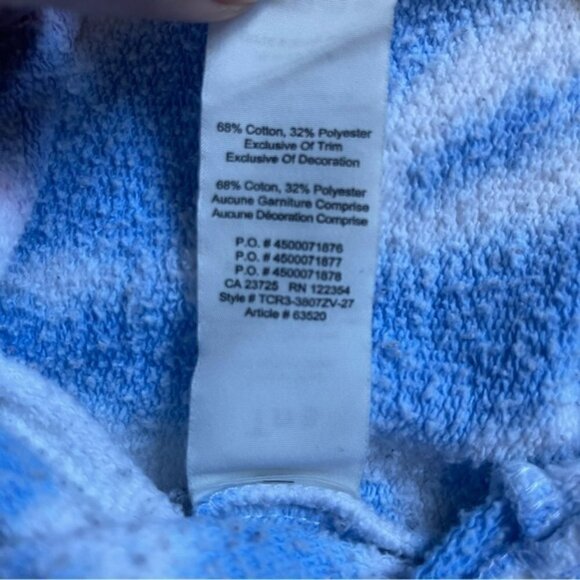 68% Cotton, 32% Polyester
Exclusive Of Trim
Exclusive Of Decoration
68% Coton, 32% Polyester
Aucune Garniture Comprise
Aucune Décoration Comprise
P.O. # 4500071876
P.O. # 4500071877
P.O. # 4500071878
CA 23725 RN 122354
Style # TCR3-3807ZV-27
Article # 63520